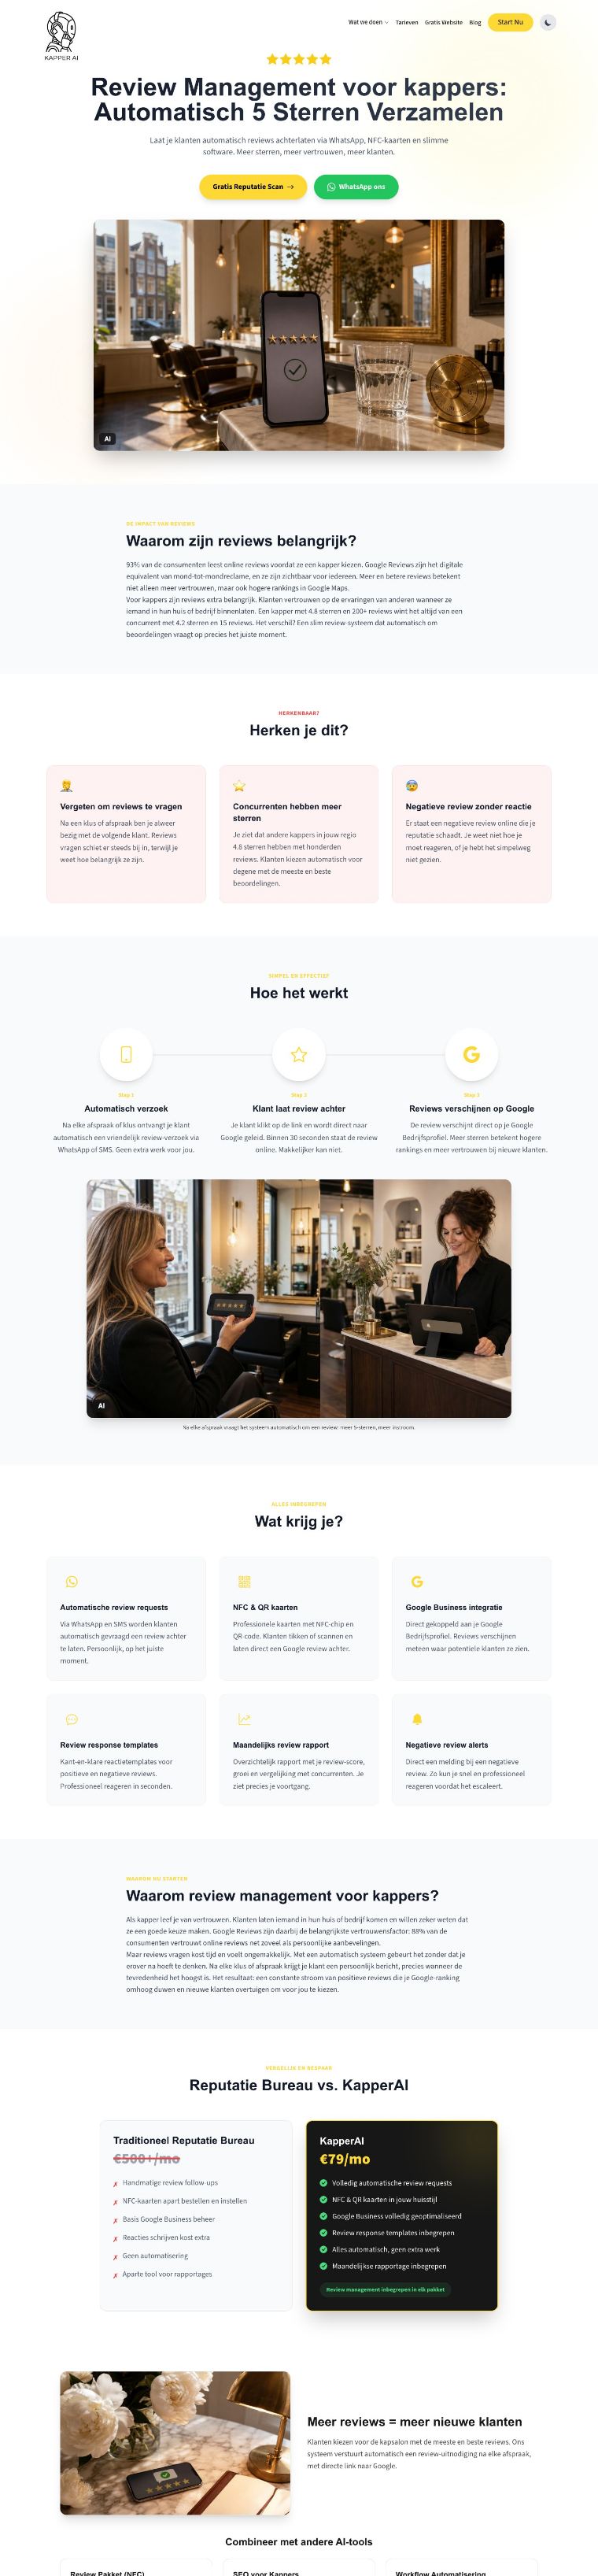 KAPPER AI
Wat we doen
Tarieven
Gratis Website
Blog
Start Nu
Review Management voor kappers:
Automatisch 5 Sterren Verzamelen
Laat je klanten automatisch reviews achterlaten via WhatsApp, NFC-kaarten en slimme
software. Meer sterren, meer vertrouwen, meer klanten.
Gratis Reputatie Scan →
WhatsApp ons
AI
DE IMPACT VAN REVIEWS
Waarom zijn reviews belangrijk?
93% van de consumenten leest online reviews voordat ze een kapper kiezen. Google Reviews zijn het digitale
equivalent van mond-tot-mondreclame, en ze zijn zichtbaar voor iedereen. Meer en betere reviews betekent
niet alleen meer vertrouwen, maar ook hogere rankings in Google Maps.
Voor kappers zijn reviews extra belangrijk. Klanten vertrouwen op de ervaringen van anderen wanneer ze
iemand in hun huis of bedrijf binnenlaten. Een kapper met 4.8 sterren en 200+ reviews wint het altijd van een
concurrent met 4.2 sterren en 15 reviews. Het verschil? Een slim review-systeem dat automatisch om
beoordelingen vraagt op precies het juiste moment.
HERKENBAAR?
Herken je dit?
Vergeten om reviews te vragen
Na een klus of afspraak ben je alweer
bezig met de volgende klant. Reviews
vragen schiet er steeds bij in, terwijl je
weet hoe belangrijk ze zijn.
Concurrenten hebben meer
sterren
Je ziet dat andere kappers in jouw regio
4.8 sterren hebben met honderden
reviews. Klanten kiezen automatisch voor
degene met de meeste en beste
beoordelingen.
Negatieve review zonder reactie
Er staat een negatieve review online die je
reputatie schaadt. Je weet niet hoe je
moet reageren, of je hebt het simpelweg
niet gezien.
SIMPEL EN EFFECTIEF
Hoe het werkt
Stap 1
Automatisch verzoek
Na elke afspraak of klus ontvangt je klant
automatisch een vriendelijk review-verzoek via
WhatsApp of SMS. Geen extra werk voor jou.
Stap 2
Klant laat review achter
Je klant klikt op de link en wordt direct naar
Google geleid. Binnen 30 seconden staat de review
online. Makkelijker kan niet.
Stap 3
Reviews verschijnen op Google
De review verschijnt direct op je Google
Bedrijfsprofiel. Meer sterren betekent hogere
rankings en meer vertrouwen bij nieuwe klanten.
AI
Na elke afspraak vraagt het systeem automatisch om een review: meer 5-sterren, meer instroom.
ALLES INBEGREPEN
Wat krijg je?
Automatische review requests
Via WhatsApp en SMS worden klanten
automatisch gevraagd een review achter
te laten. Persoonlijk, op het juiste
moment.
NFC & QR kaarten
Professionele kaarten met NFC-chip en
QR-code. Klanten tikken of scannen en
laten direct een Google review achter.
Google Business integratie
Direct gekoppeld aan je Google
Bedrijfsprofiel. Reviews verschijnen
meteen waar potentiele klanten ze zien.
Review response templates
Kant-en-klare reactietemplates voor
positieve en negatieve reviews.
Professioneel reageren in seconden.
Maandelijks review rapport
Overzichtelijk rapport met je review-score,
groei en vergelijking met concurrenten. Je
ziet precies je voortgang.
Negatieve review alerts
Direct een melding bij een negatieve
review. Zo kun je snel en professioneel
reageren voordat het escaleert.
WAAROM NU STARTEN
Waarom review management voor kappers?
Als kapper leef je van vertrouwen. Klanten laten iemand in hun huis of bedrijf komen en willen zeker weten dat
ze een goede keuze maken. Google Reviews zijn daarbij de belangrijkste vertrouwensfactor: 88% van de
consumenten vertrouwt online reviews net zoveel als persoonlijke aanbevelingen.
Maar reviews vragen kost tijd en voelt ongemakkelijk. Met een automatisch systeem gebeurt het zonder dat je
erover na hoeft te denken. Na elke klus of afspraak krijgt je klant een persoonlijk bericht, precies wanneer de
tevredenheid het hoogst is. Het resultaat: een constante stroom van positieve reviews die je Google-ranking
omhoog duwen en nieuwe klanten overtuigen om voor jou te kiezen.
VERGELIJK EN BESPAAR
Reputatie Bureau vs. KapperAI
Traditioneel Reputatie Bureau
€500+/mo
Handmatige review follow-ups
NFC-kaarten apart bestellen en instellen
Basis Google Business beheer
Reacties schrijven kost extra
Geen automatisering
Aparte tool voor rapportages
KapperAI
€79/mo
Volledig automatische review requests
NFC & QR kaarten in jouw huisstijl
Google Business volledig geoptimaliseerd
Review response templates inbegrepen
Alles automatisch, geen extra werk
Maandelijkse rapportage inbegrepen
Review management inbegrepen in elk pakket
Meer reviews = meer nieuwe klanten
Klanten kiezen voor de kapsalon met de meeste en beste reviews. Ons
systeem verstuurt automatisch een review-uitnodiging na elke afspraak,
met directe link naar Google.
Combineer met andere AI-tools
Review Pakket (NFC)
SEO voor Kappers
Workflow Automatisering